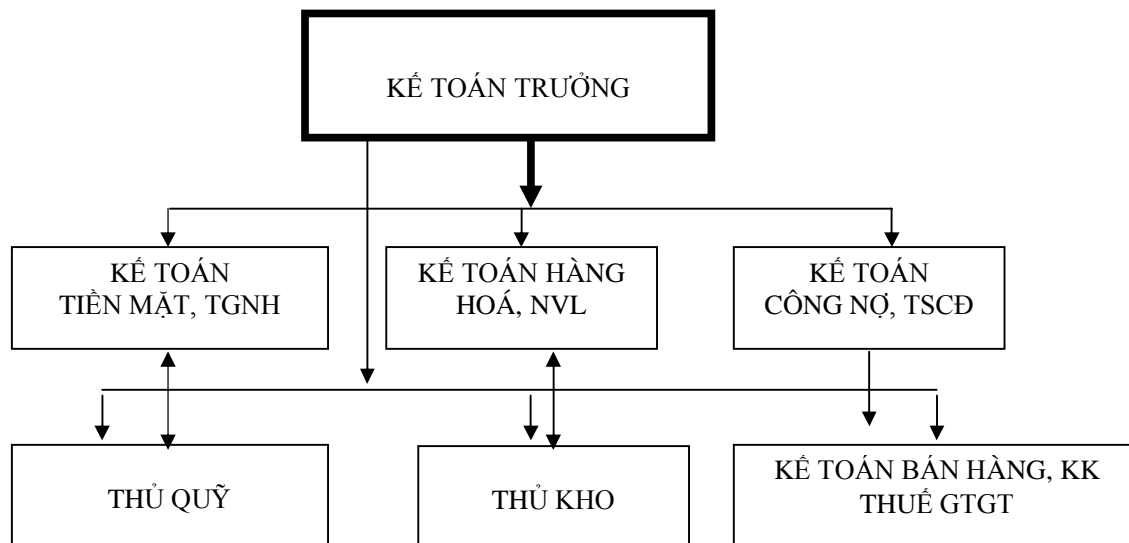 KẾ TOÁN TRƯỞNG
KẾ TOÁN
TIỀN MẶT, TGNH
KẾ TOÁN HÀNG
HOÁ, NVL
KẾ TOÁN
CÔNG NỢ, TSCĐ
THỦ QUỸ
THỦ KHO
KẾ TOÁN BÁN HÀNG, KK
THUẾ GTGT